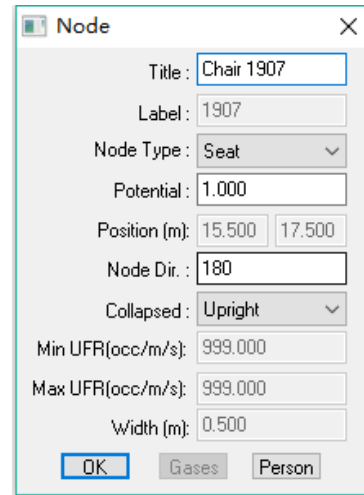 Node
Title : Chair 1907
Label : 1907
Node Type : Seat
Potential : 1.000
Position (m): 15.500 17.500
Node Dir. : 180
Collapsed : Upright
Min UFR(occ/m/s): 999.000
Max UFR(occ/m/s): 999.000
Width (m): 0.500
OK Gases Person